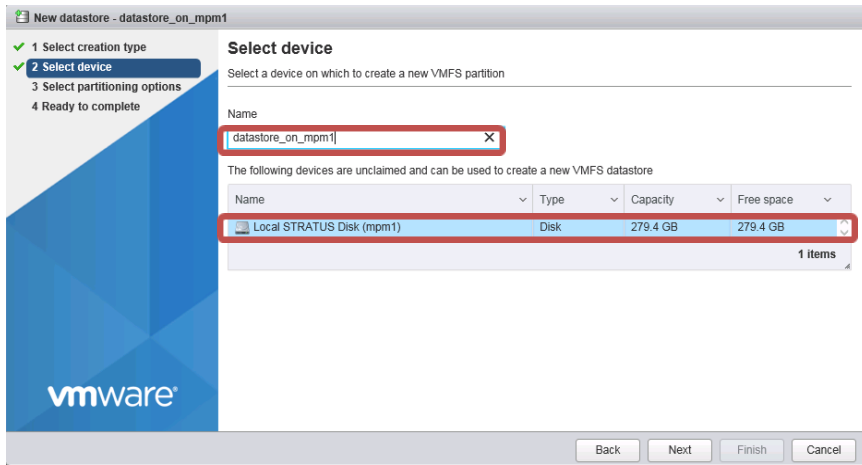 New datastore - datastore_on_mpm1
1 Select creation type
2 Select device
3 Select partitioning options
4 Ready to complete
Select device
Select a device on which to create a new VMFS partition
Name
datastore_on_mpm1
The following devices are unclaimed and can be used to create a new VMFS datastore
Name Type Capacity Free space
Local STRATUS Disk (mpm1) Disk 279.4 GB 279.4 GB
1 items
vmware®
Back Next Finish Cancel